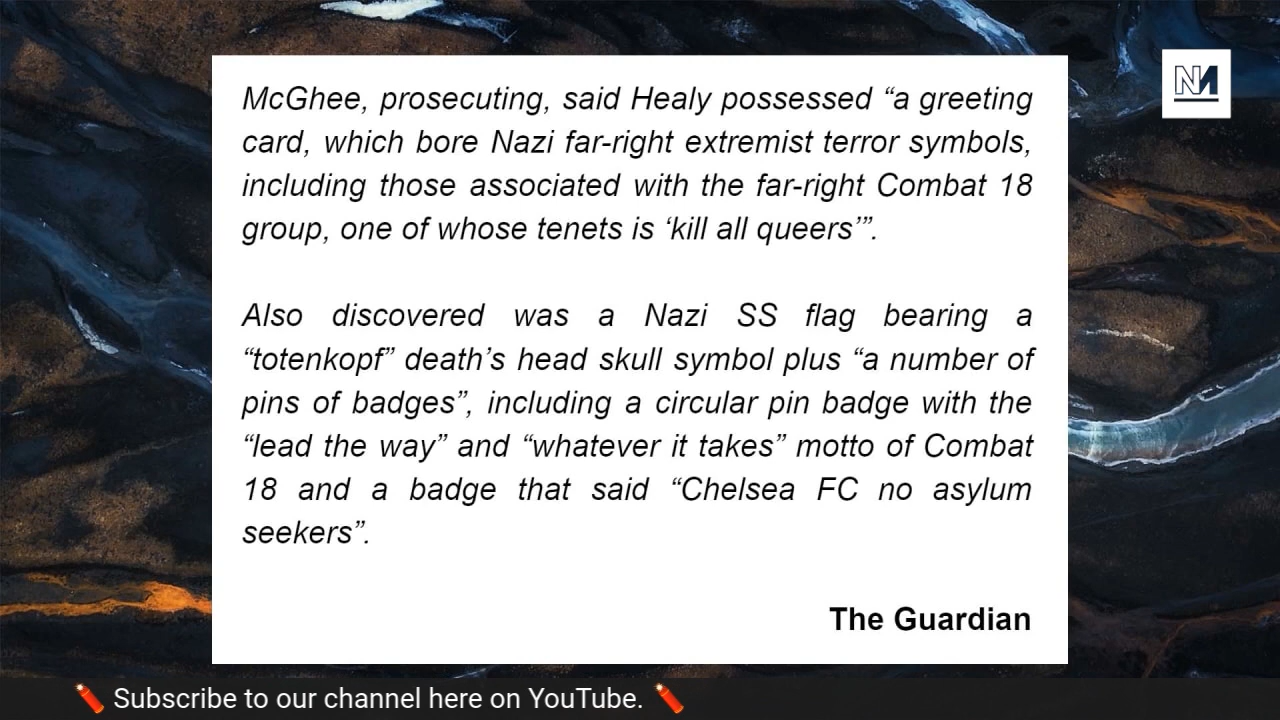 NM
McGhee, prosecuting, said Healy possessed “a greeting
card, which bore Nazi far-right extremist terror symbols,
including those associated with the far-right Combat 18
group, one of whose tenets is ‘kill all queers’”.
Also discovered was a Nazi SS flag bearing a
“totenkopf” death’s head skull symbol plus “a number of
pins of badges”, including a circular pin badge with the
“lead the way” and “whatever it takes” motto of Combat
18 and a badge that said “Chelsea FC no asylum
seekers”.
The Guardian
🧨 Subscribe to our channel here on YouTube. 🧨